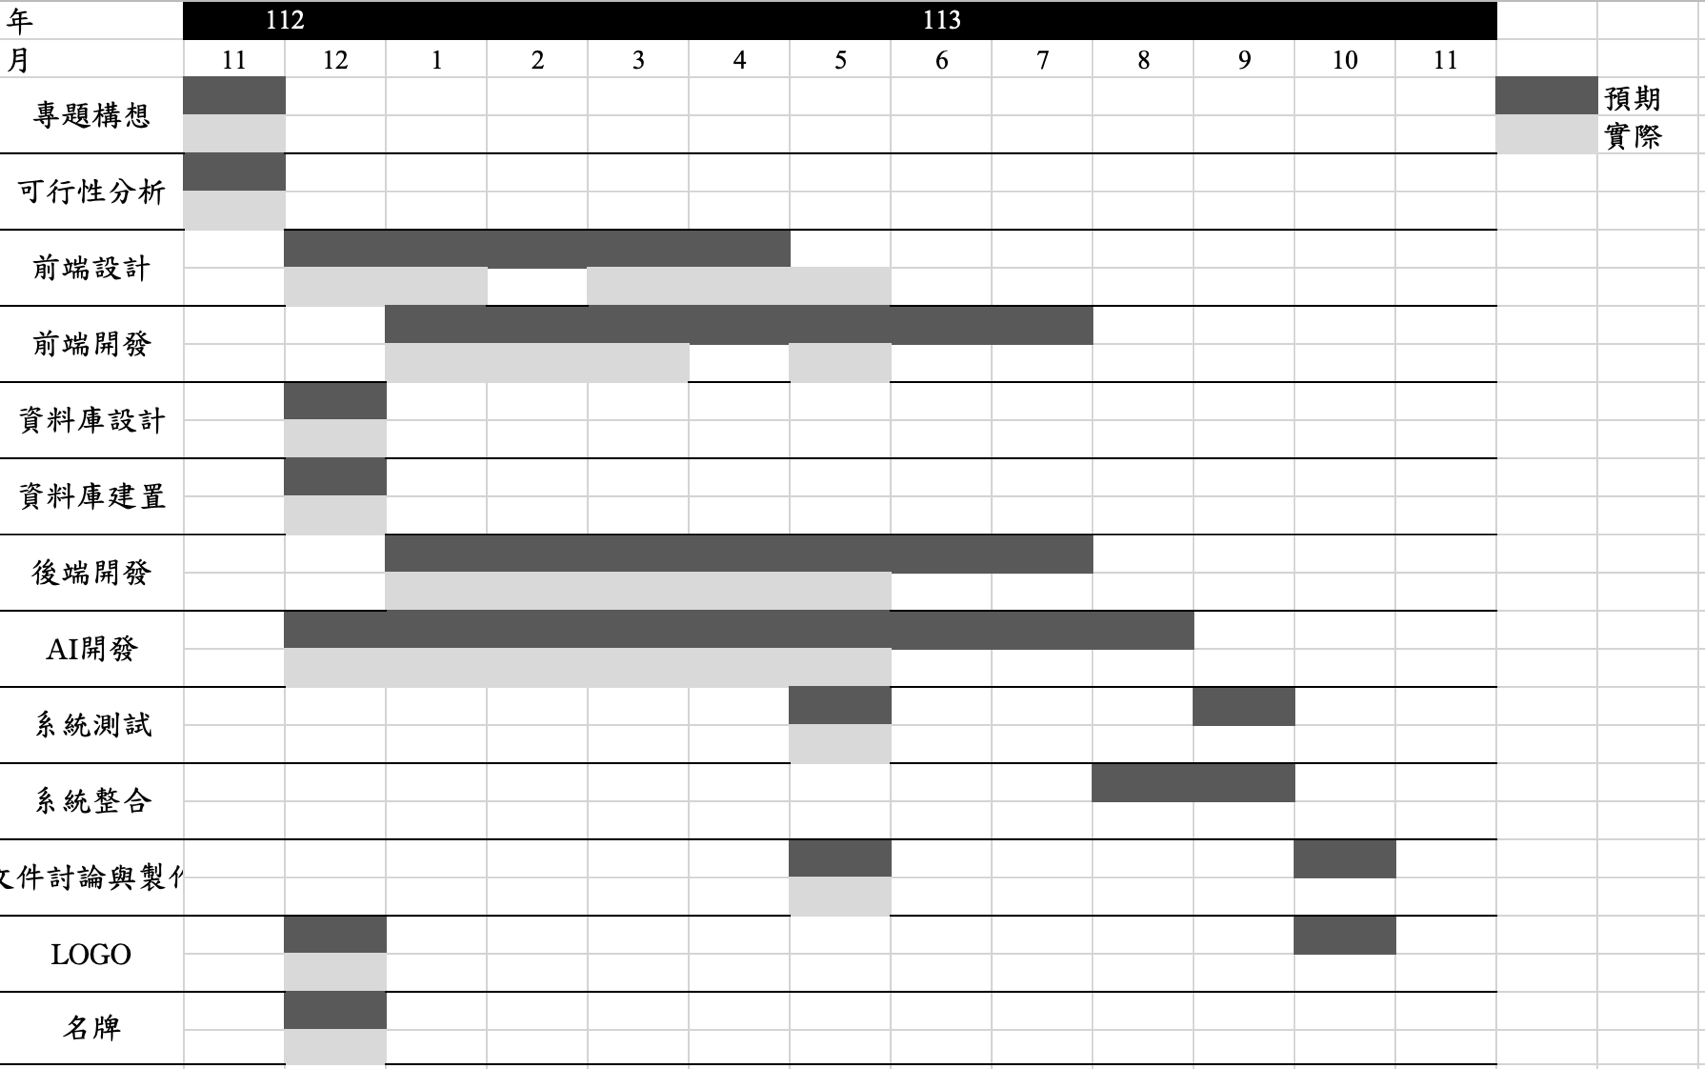 年 112 113
月 11 12 1 2 3 4 5 6 7 8 9 10 11
專題構想
預期
實際
可行性分析
前端設計
前端開發
資料庫設計
資料庫建置
後端開發
AI開發
系統測試
系統整合
文件討論與製作
LOGO
名牌